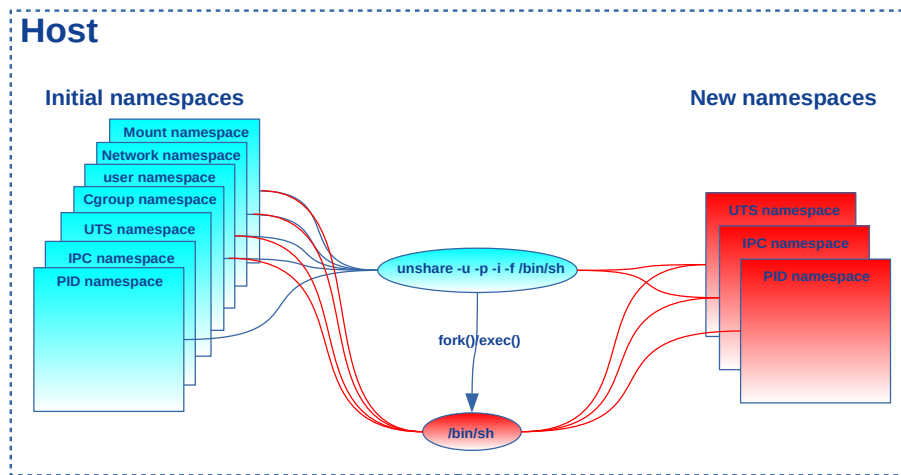 Host
Initial namespaces
New namespaces
Mount namespace
Network namespace
user namespace
Cgroup namespace
UTS namespace
IPC namespace
PID namespace
unshare -u -p -i -f /bin/sh
fork()/exec()
/bin/sh
UTS namespace
IPC namespace
PID namespace